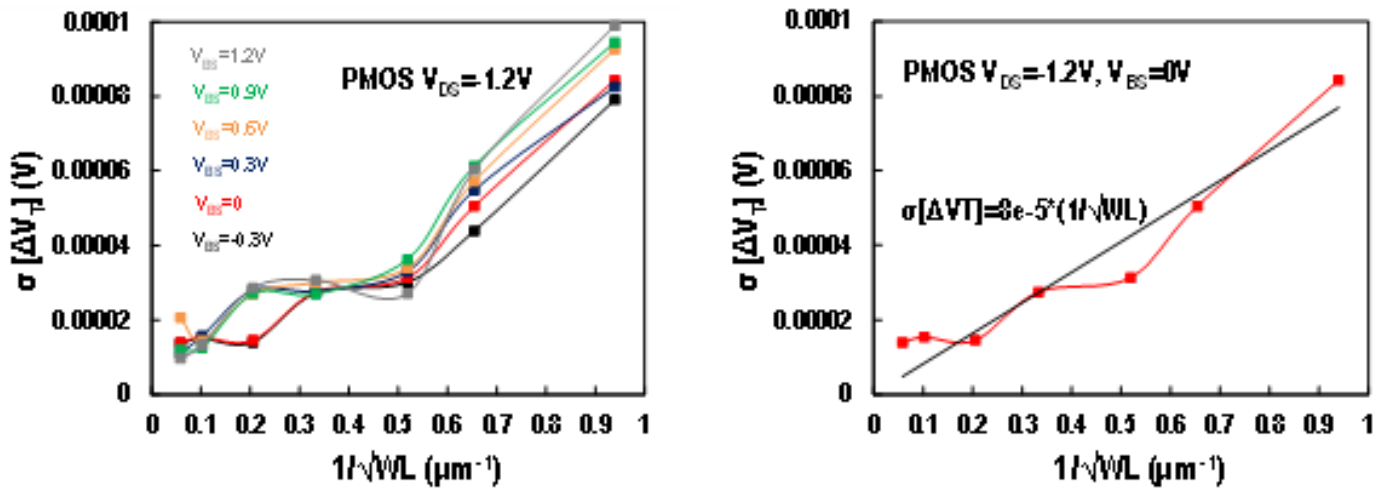 0.0001
0.00008
0.00006
0.00004
0.00002
0
σ [ΔV_T] (V)
V_BS=1.2V
V_BS=0.9V
V_BS=0.6V
V_BS=0.3V
V_BS=0
V_BS=-0.3V
PMOS V_DS=-1.2V
0 0.1 0.2 0.3 0.4 0.5 0.6 0.7 0.8 0.9 1
1/√WL (μm⁻¹)
0.0001
0.00008
0.00006
0.00004
0.00002
0
σ [ΔV_T] (V)
PMOS V_DS=-1.2V, V_BS=0V
σ[ΔVT]=8e-5*(1/√WL)
0 0.1 0.2 0.3 0.4 0.5 0.6 0.7 0.8 0.9 1
1/√WL (μm⁻¹)